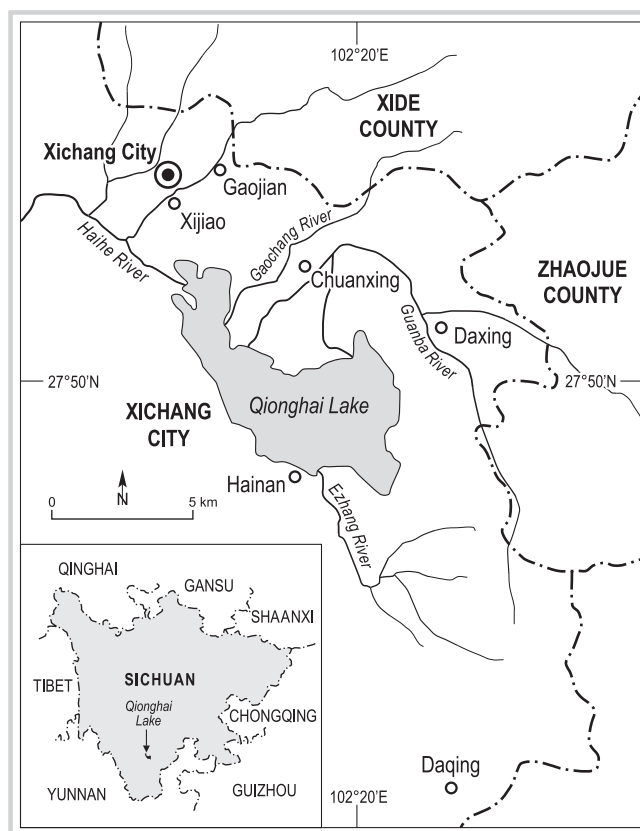 102°20'E
XIDE
COUNTY
Xichang City
Gaojian
Xijiao
Haihe River
Gaochang River
Chuanxing
ZHAOJUE
COUNTY
Guanba River
Daxing
27°50'N
27°50'N
Qionghai Lake
XICHANG
CITY
Hainan
N
0
5 km
Ezhang River
QINGHAI
GANSU
SHAANXI
TIBET
SICHUAN
Qionghai
Lake
CHONGQING
YUNNAN
GUIZHOU
Daqing
102°20'E